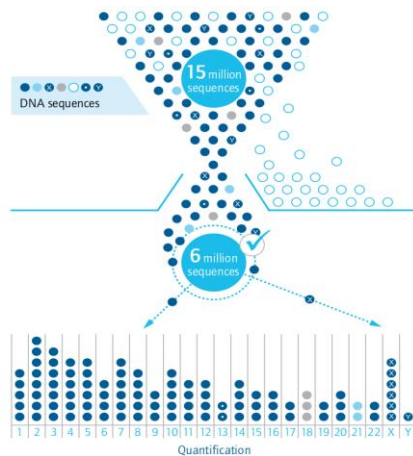 15 million
sequences
DNA sequences
6 million
sequences
1 2 3 4 5 6 7 8 9 10 11 12 13 14 15 16 17 18 19 20 21 22 X Y
Quantification